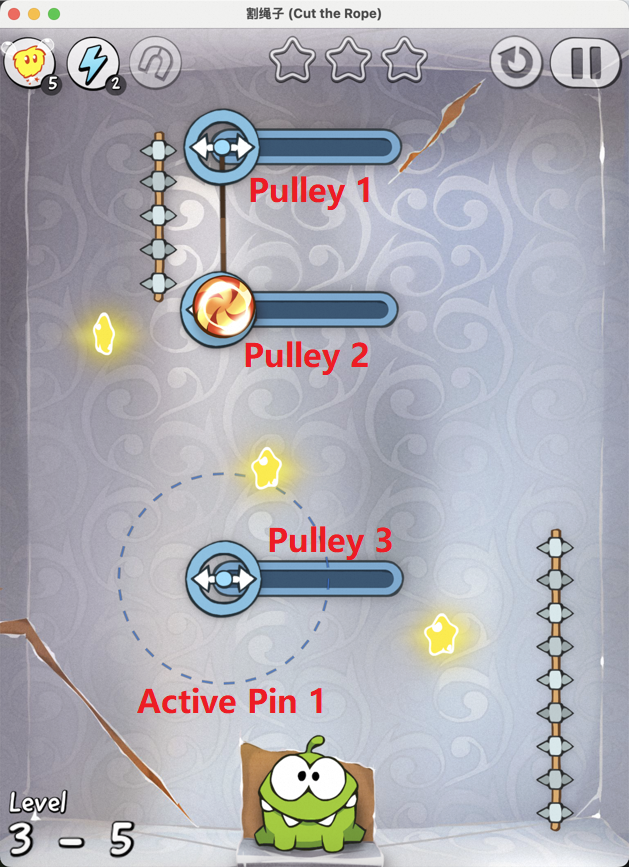 割绳子 (Cut the Rope)
5
2
Pulley 1
Pulley 2
Pulley 3
Active Pin 1
Level
3 - 5